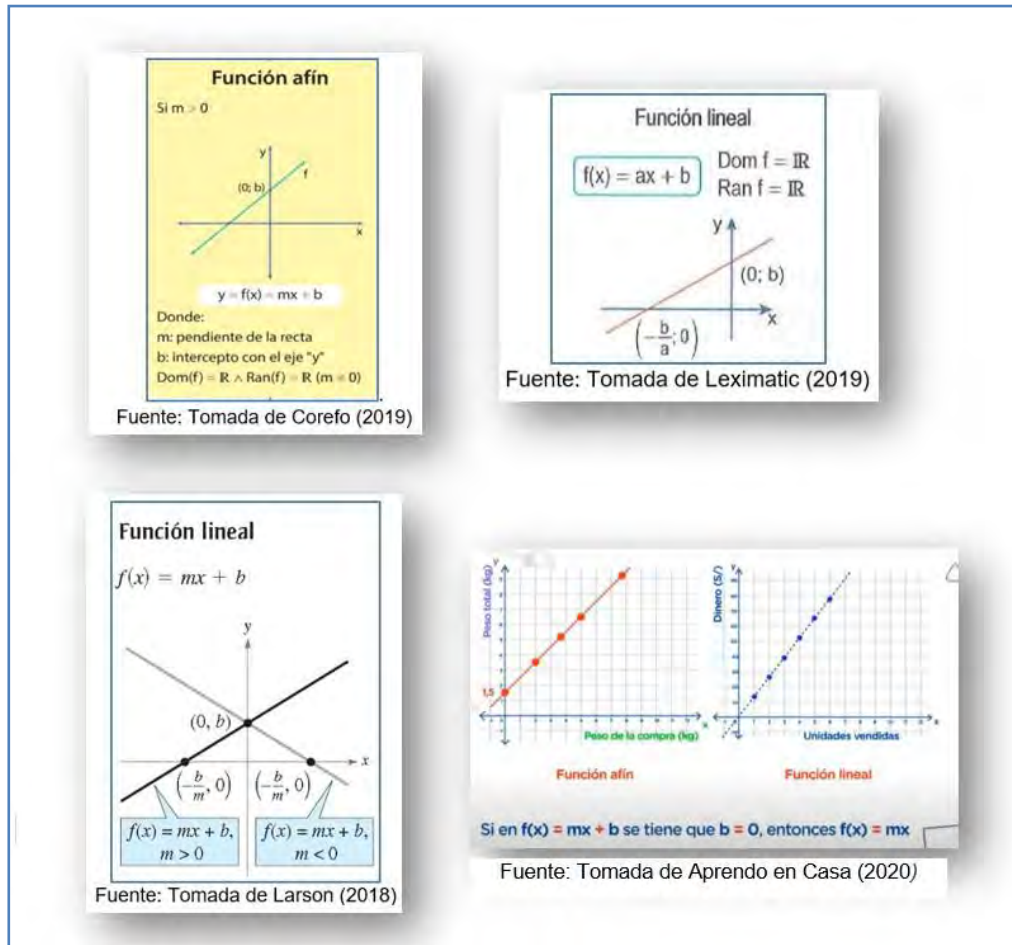 Función afín
Si m > 0
y
(0; b)
f
x
y = f(x) = mx + b
Donde:
m: pendiente de la recta
b: intercepto con el eje "y"
Dom(f) = ℝ ∧ Ran(f) = ℝ (m ≠ 0)
Fuente: Tomada de Corefo (2019)
Función lineal
f(x) = ax + b
Dom f = ℝ
Ran f = ℝ
y
(0; b)
x
(-b/a; 0)
Fuente: Tomada de Leximatic (2019)
Función lineal
f(x) = mx + b
y
(0, b)
x
(-b/m, 0)
(-b/m, 0)
f(x) = mx + b,
m > 0
f(x) = mx + b,
m < 0
Fuente: Tomada de Larson (2018)
Y
Peso total (kg)
1,5
X
Peso de la compra (kg)
Función afín
Y
Dinero (S/)
X
Unidades vendidas
Función lineal
Si en f(x) = mx + b se tiene que b = 0, entonces f(x) = mx
Fuente: Tomada de Aprendo en Casa (2020)